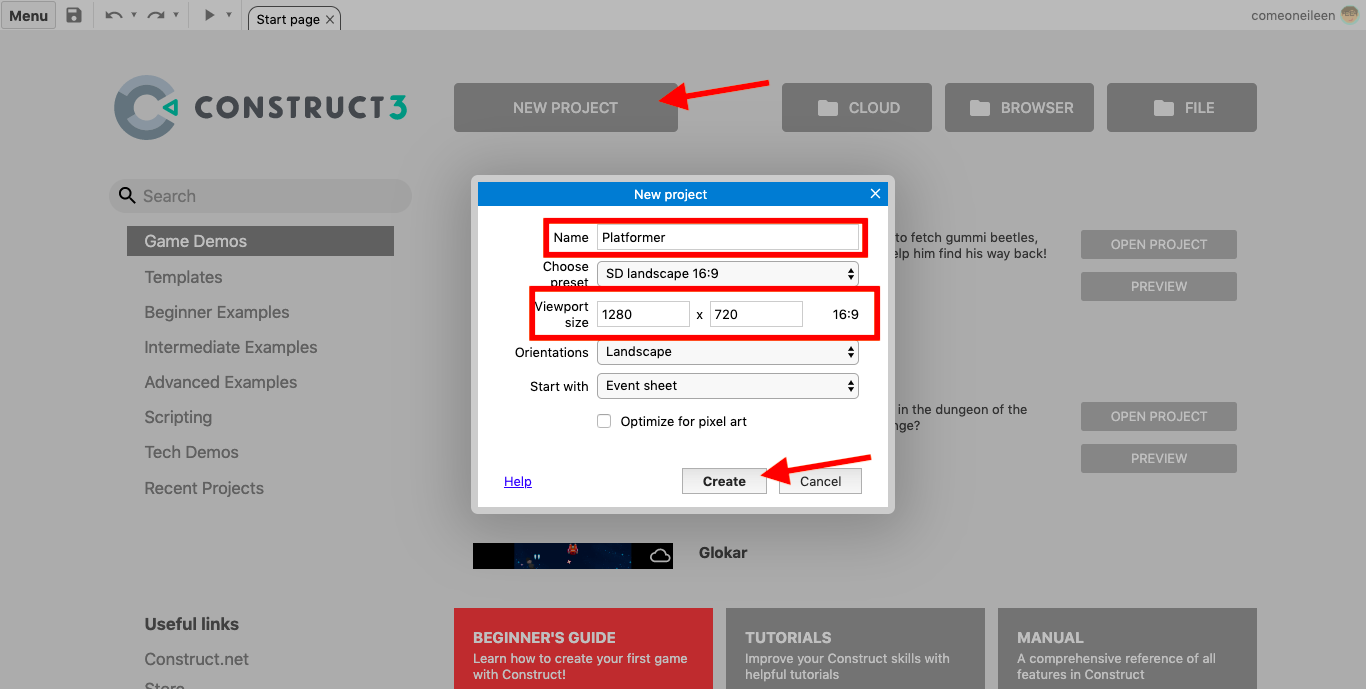 Menu
Start page
comeoneileen
CONSTRUCT 3
NEW PROJECT
CLOUD
BROWSER
FILE
Search
Game Demos
Templates
Beginner Examples
Intermediate Examples
Advanced Examples
Scripting
Tech Demos
Recent Projects
New project
Name Platformer
Choose
preset
SD landscape 16:9
Viewport
size
1280 x 720 16:9
Orientations Landscape
Start with Event sheet
Optimize for pixel art
Help
Create
Cancel
to fetch gummi beetles,
elp him find his way back!
OPEN PROJECT
PREVIEW
in the dungeon of the
nge?
OPEN PROJECT
PREVIEW
Glokar
Useful links
Construct.net
Store
BEGINNER'S GUIDE
Learn how to create your first game
with Construct!
TUTORIALS
Improve your Construct skills with
helpful tutorials
MANUAL
A comprehensive reference of all
features in Construct